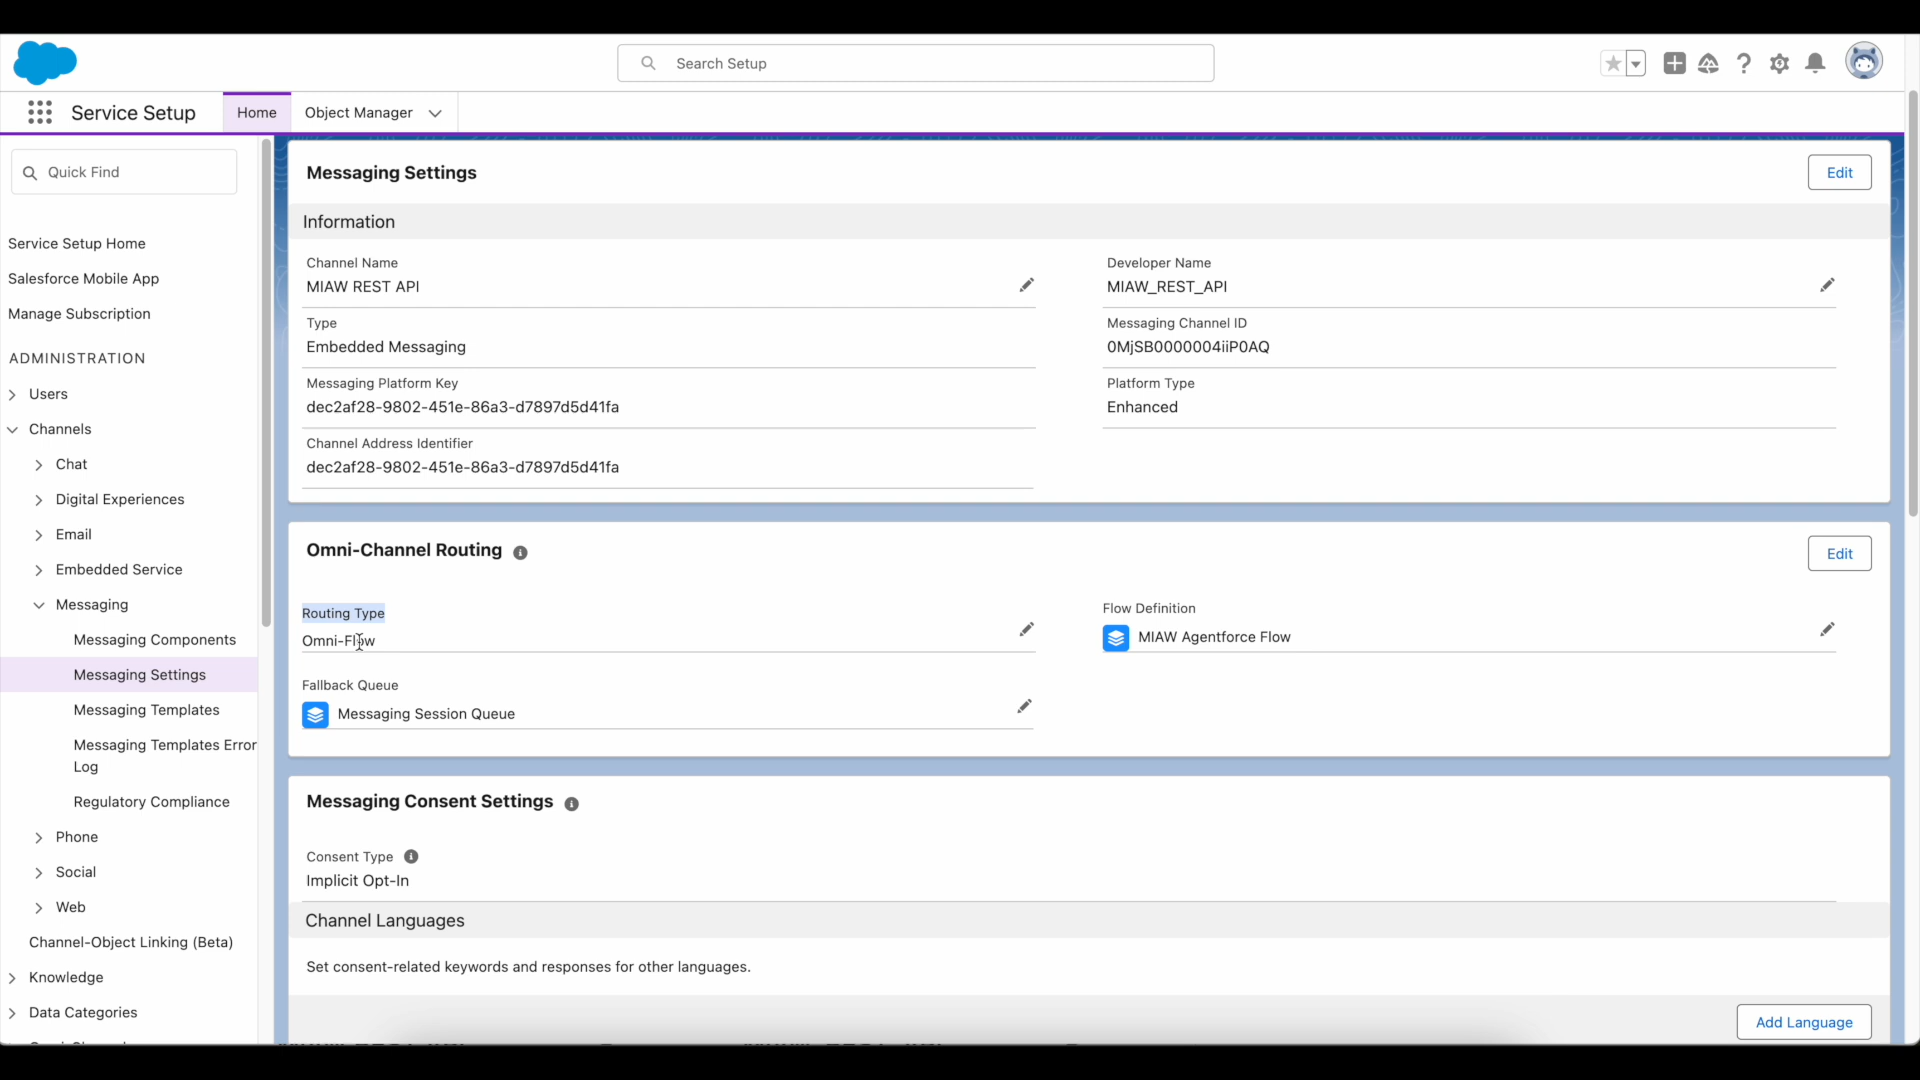 Search Setup
Service Setup
Home
Object Manager
Quick Find
Service Setup Home
Salesforce Mobile App
Manage Subscription
ADMINISTRATION
Users
Channels
Chat
Digital Experiences
Email
Embedded Service
Messaging
Messaging Components
Messaging Settings
Messaging Templates
Messaging Templates Error
Log
Regulatory Compliance
Phone
Social
Web
Channel-Object Linking (Beta)
Knowledge
Data Categories
Messaging Settings
Edit
Information
Channel Name
MIAW REST API
Developer Name
MIAW_REST_API
Type
Embedded Messaging
Messaging Channel ID
0MjSB0000004iiP0AQ
Messaging Platform Key
dec2af28-9802-451e-86a3-d7897d5d41fa
Platform Type
Enhanced
Channel Address Identifier
dec2af28-9802-451e-86a3-d7897d5d41fa
Omni-Channel Routing
Edit
Routing Type
Omni-Flow
Flow Definition
MIAW Agentforce Flow
Fallback Queue
Messaging Session Queue
Messaging Consent Settings
Consent Type
Implicit Opt-In
Channel Languages
Set consent-related keywords and responses for other languages.
Add Language